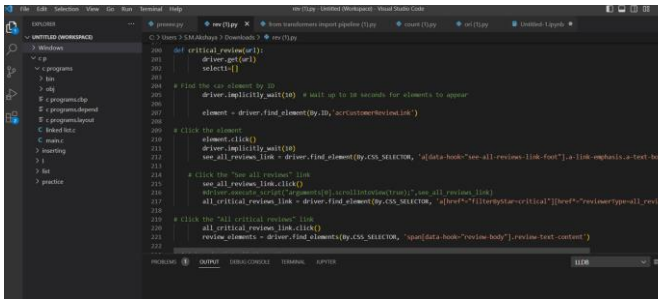 File Edit Selection View Go Run Terminal Help
rev (1).py - Untitled (Workspace) - Visual Studio Code
EXPLORER
preview.py
rev (1).py
from transformers import pipeline (1).py
count (1).py
ori (1).py
Untitled-1.ipynb
UNTITLED (WORKSPACE)
C: > Users > S.M.Akshaya > Downloads > rev (1).py
Windows
c p
c programs
bin
obj
c programs.cbp
c programs.depend
c programs.layout
linked list.c
main.c
inserting
list
practice
200 def critical_review(url):
201 driver.get(url)
202 select1=[]
203
204 # Find the <a> element by ID
205 driver.implicitly_wait(10) # Wait up to 10 seconds for elements to appear
206
207 element = driver.find_element(By.ID,'acrCustomerReviewLink')
208
209 # Click the element
210 element.click()
211 driver.implicitly_wait(10)
212 see_all_reviews_link = driver.find_element(By.CSS_SELECTOR, 'a[data-hook="see-all-reviews-link-foot"].a-link-emphasis.a-text-bo
213
214 # Click the "See all reviews" link
215 see_all_reviews_link.click()
216 #driver.execute_script("arguments[0].scrollIntoView(true);",see_all_reviews_link)
217 all_critical_reviews_link = driver.find_element(By.CSS_SELECTOR, 'a[href*="filterByStar=critical"][href*="reviewerType=all_revi
218
219 # Click the "All critical reviews" link
220 all_critical_reviews_link.click()
221 review_elements = driver.find_elements(By.CSS_SELECTOR, 'span[data-hook="review-body"].review-text-content')
222
PROBLEMS 1 OUTPUT DEBUG CONSOLE TERMINAL JUPYTER
LLDB